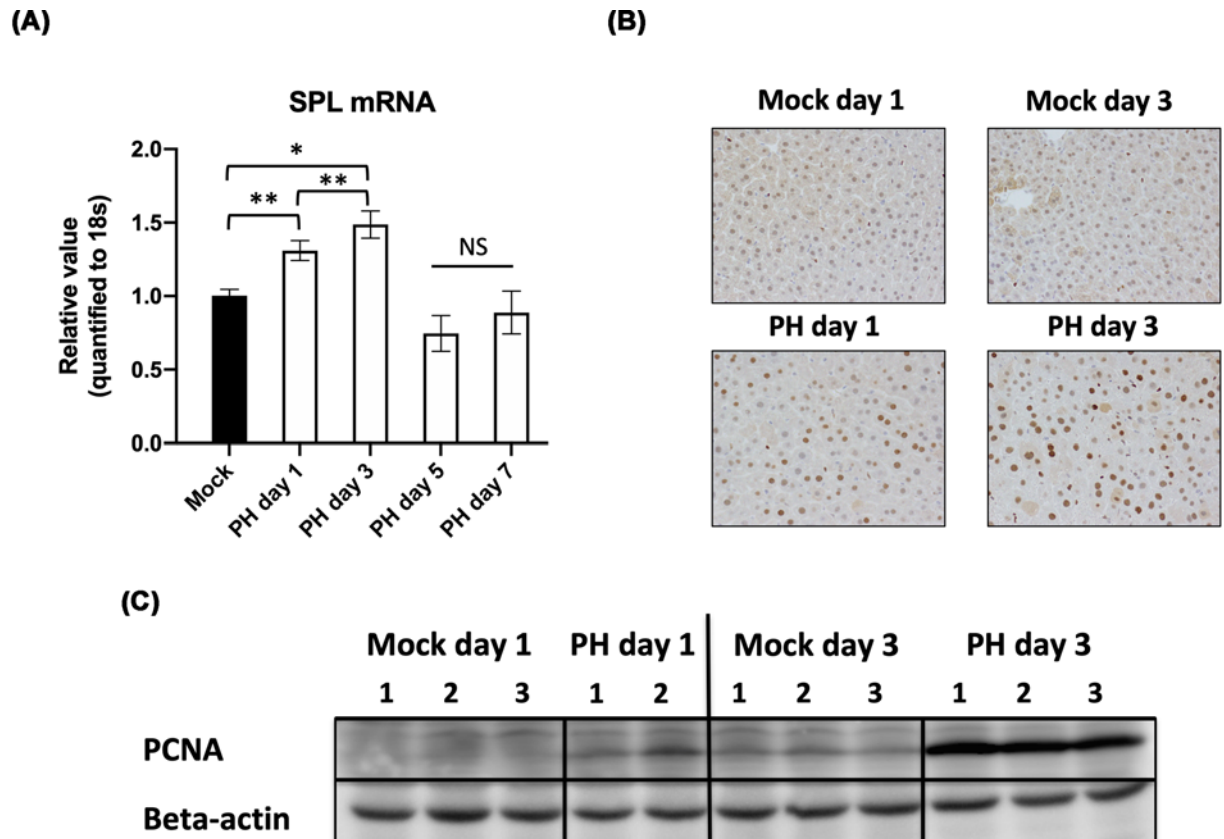 (A)
SPL mRNA
Relative value
(quantified to 18s)
2.0
1.5
1.0
0.5
0.0
*
**
**
NS
Mock
PH day 1
PH day 3
PH day 5
PH day 7
(B)
Mock day 1
Mock day 3
PH day 1
PH day 3
(C)
Mock day 1 PH day 1 Mock day 3 PH day 3
1 2 3 1 2 1 2 3 1 2 3
PCNA
Beta-actin